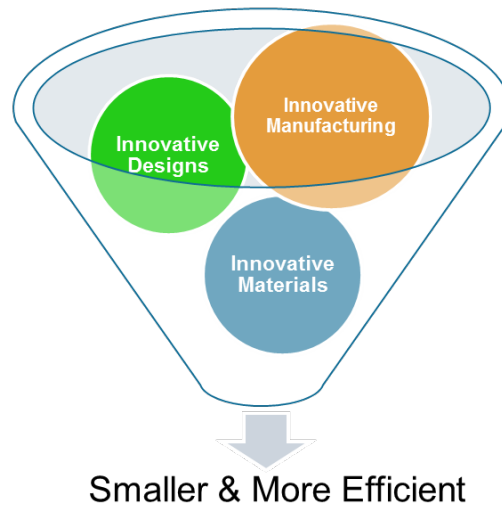 Innovative
Manufacturing
Innovative
Designs
Innovative
Materials
Smaller & More Efficient